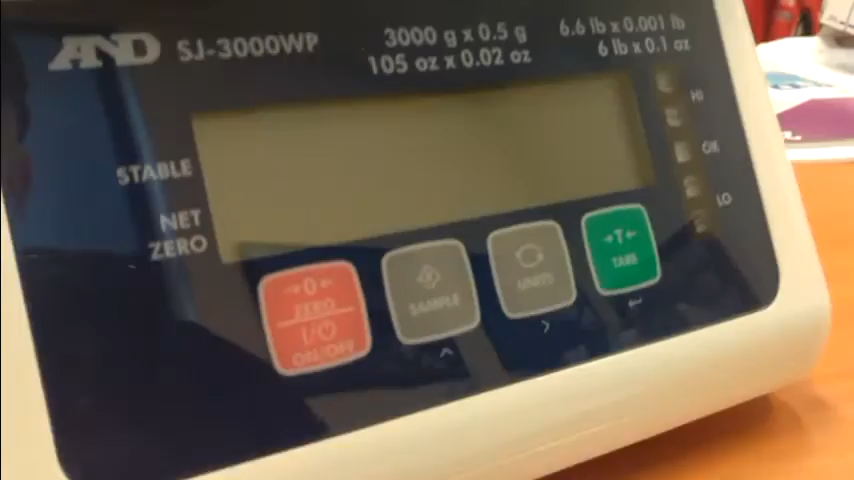 AND SJ-3000WP
3000 g x 0.5 g
105 oz x 0.02 oz
6.6 lb x 0.001 lb
6 lb x 0.1 oz
STABLE
NET
ZERO
HI
OK
LO
→0←
ZERO
I/⏻
ON/OFF
SAMPLE
UNITS
→T←
TARE